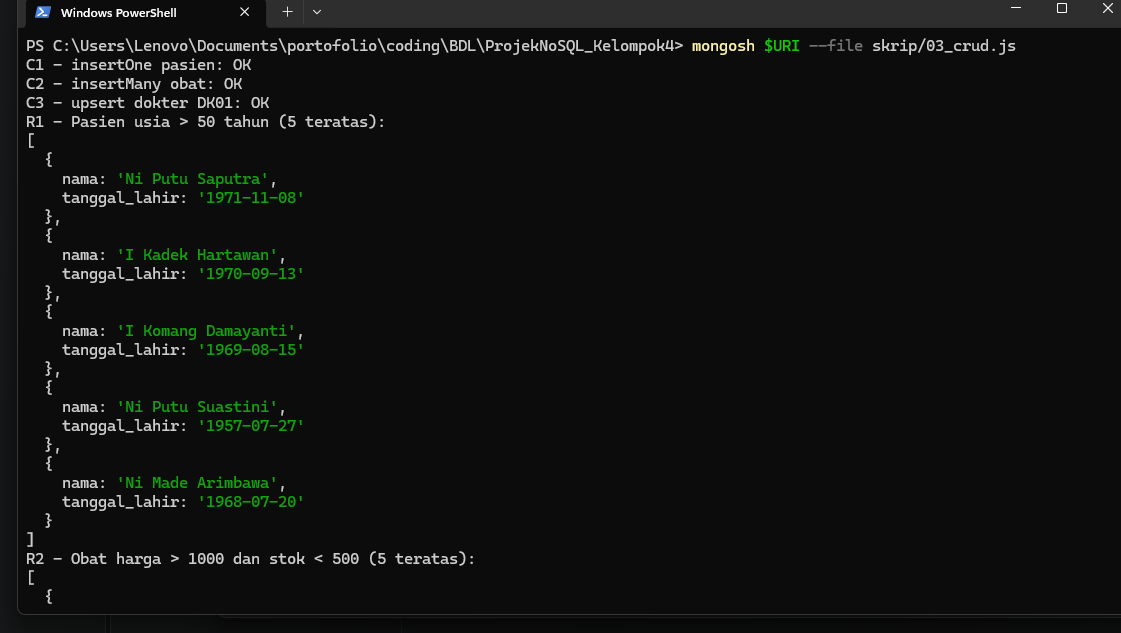 Windows PowerShell
PS C:\Users\Lenovo\Documents\portofolio\coding\BDL\ProjekNoSQL_Kelompok4> mongosh $URI --file skrip/03_crud.js
C1 - insertOne pasien: OK
C2 - insertMany obat: OK
C3 - upsert dokter DK01: OK
R1 - Pasien usia > 50 tahun (5 teratas):
[
  {
    nama: 'Ni Putu Saputra',
    tanggal_lahir: '1971-11-08'
  },
  {
    nama: 'I Kadek Hartawan',
    tanggal_lahir: '1970-09-13'
  },
  {
    nama: 'I Komang Damayanti',
    tanggal_lahir: '1969-08-15'
  },
  {
    nama: 'Ni Putu Suastini',
    tanggal_lahir: '1957-07-27'
  },
  {
    nama: 'Ni Made Arimbawa',
    tanggal_lahir: '1968-07-20'
  }
]
R2 - Obat harga > 1000 dan stok < 500 (5 teratas):
[
  {